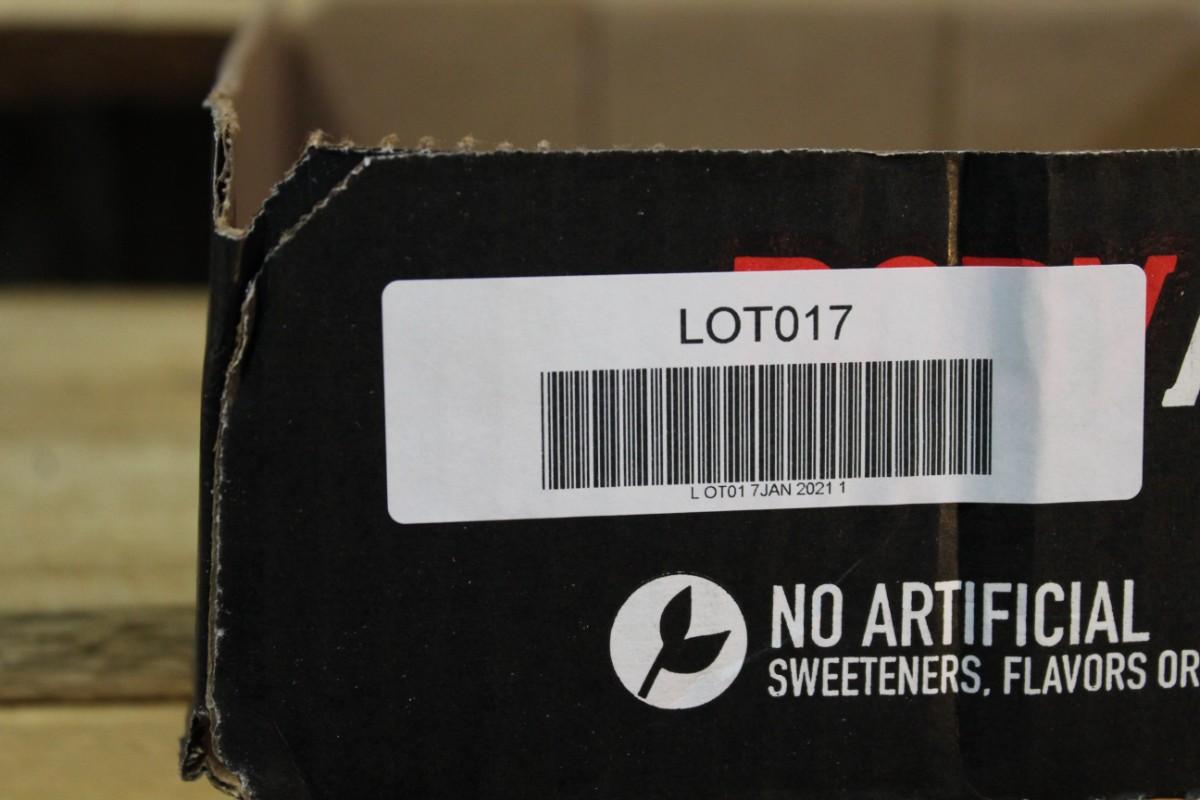 LOT017
L OT01 7JAN 2021 1
NO ARTIFICIAL
SWEETENERS, FLAVORS OR